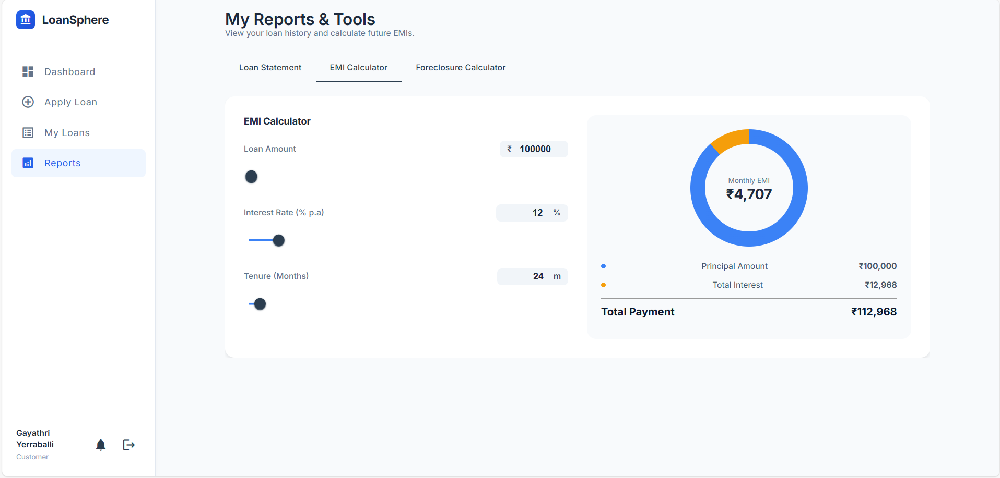 LoanSphere
Dashboard
Apply Loan
My Loans
Reports
Gayathri
Yerraballi
Customer
My Reports & Tools
View your loan history and calculate future EMIs.
Loan Statement EMI Calculator Foreclosure Calculator
EMI Calculator
Loan Amount ₹ 100000
Interest Rate (% p.a) 12 %
Tenure (Months) 24 m
Monthly EMI
₹4,707
Principal Amount ₹100,000
Total Interest ₹12,968
Total Payment ₹112,968